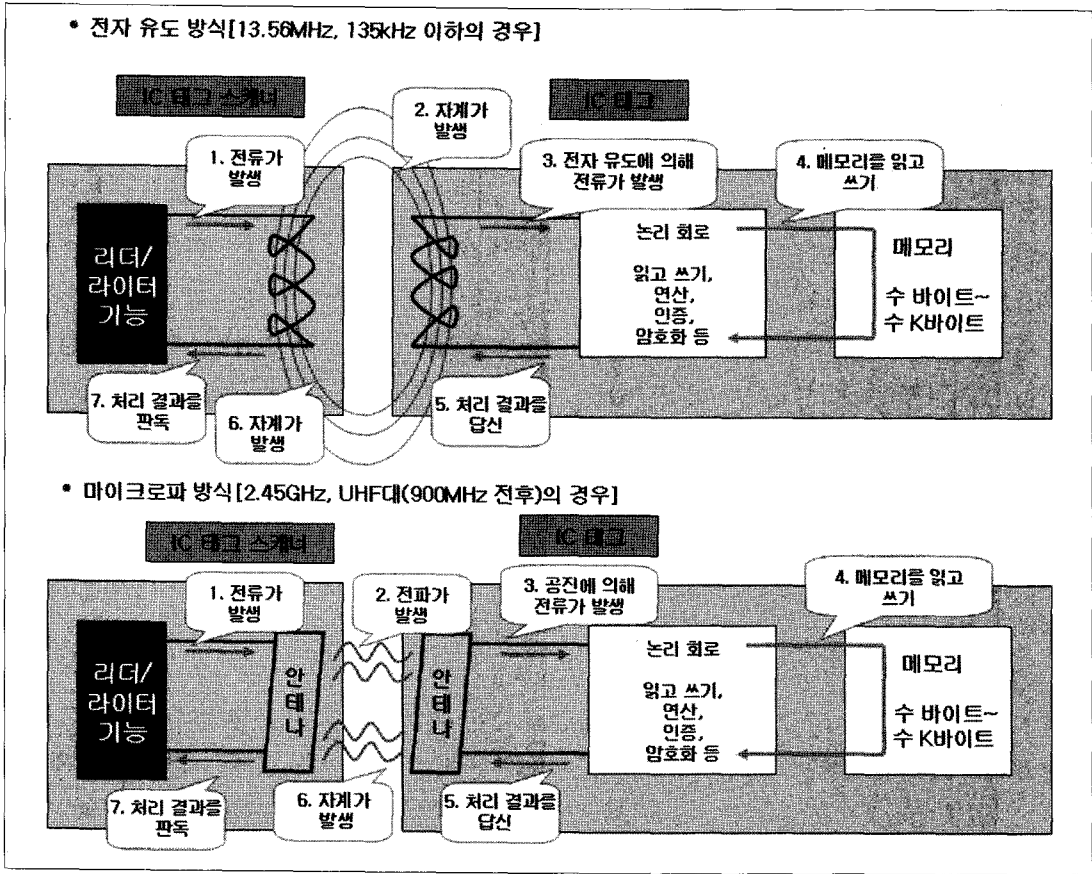 • 전자 유도 방식[13.56MHz, 135kHz 이하의 경우]
IC 태그 스캐너
IC 태그
1. 전류가
발생
2. 자계가
발생
3. 전자 유도에 의해
전류가 발생
4. 메모리를 읽고
쓰기
리더/
라이터
기능
논리 회로
읽고 쓰기,
연산,
인증,
암호화 등
메모리
수 바이트~
수 K바이트
5. 처리 결과를
답신
6. 자계가
발생
7. 처리 결과를
판독
• 마이크로파 방식[2.45GHz, UHF대(900MHz 전후)의 경우]
IC 태그 스캐너
IC 태그
1. 전류가
발생
2. 전파가
발생
3. 공진에 의해
전류가 발생
4. 메모리를 읽고
쓰기
리더/
라이터
기능
안
테
나
안
테
나
논리 회로
읽고 쓰기,
연산,
인증,
암호화 등
메모리
수 바이트~
수 K바이트
5. 처리 결과를
답신
6. 자계가
발생
7. 처리 결과를
판독